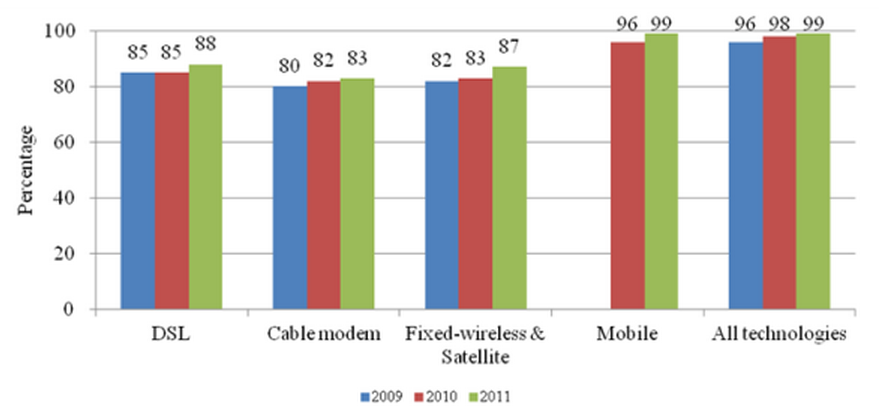 Percentage
100
80
60
40
20
0
85 85 88
80 82 83
82 83 87
96 99
96 98 99
DSL
Cable modem
Fixed-wireless &
Satellite
Mobile
All technologies
2009 2010 2011